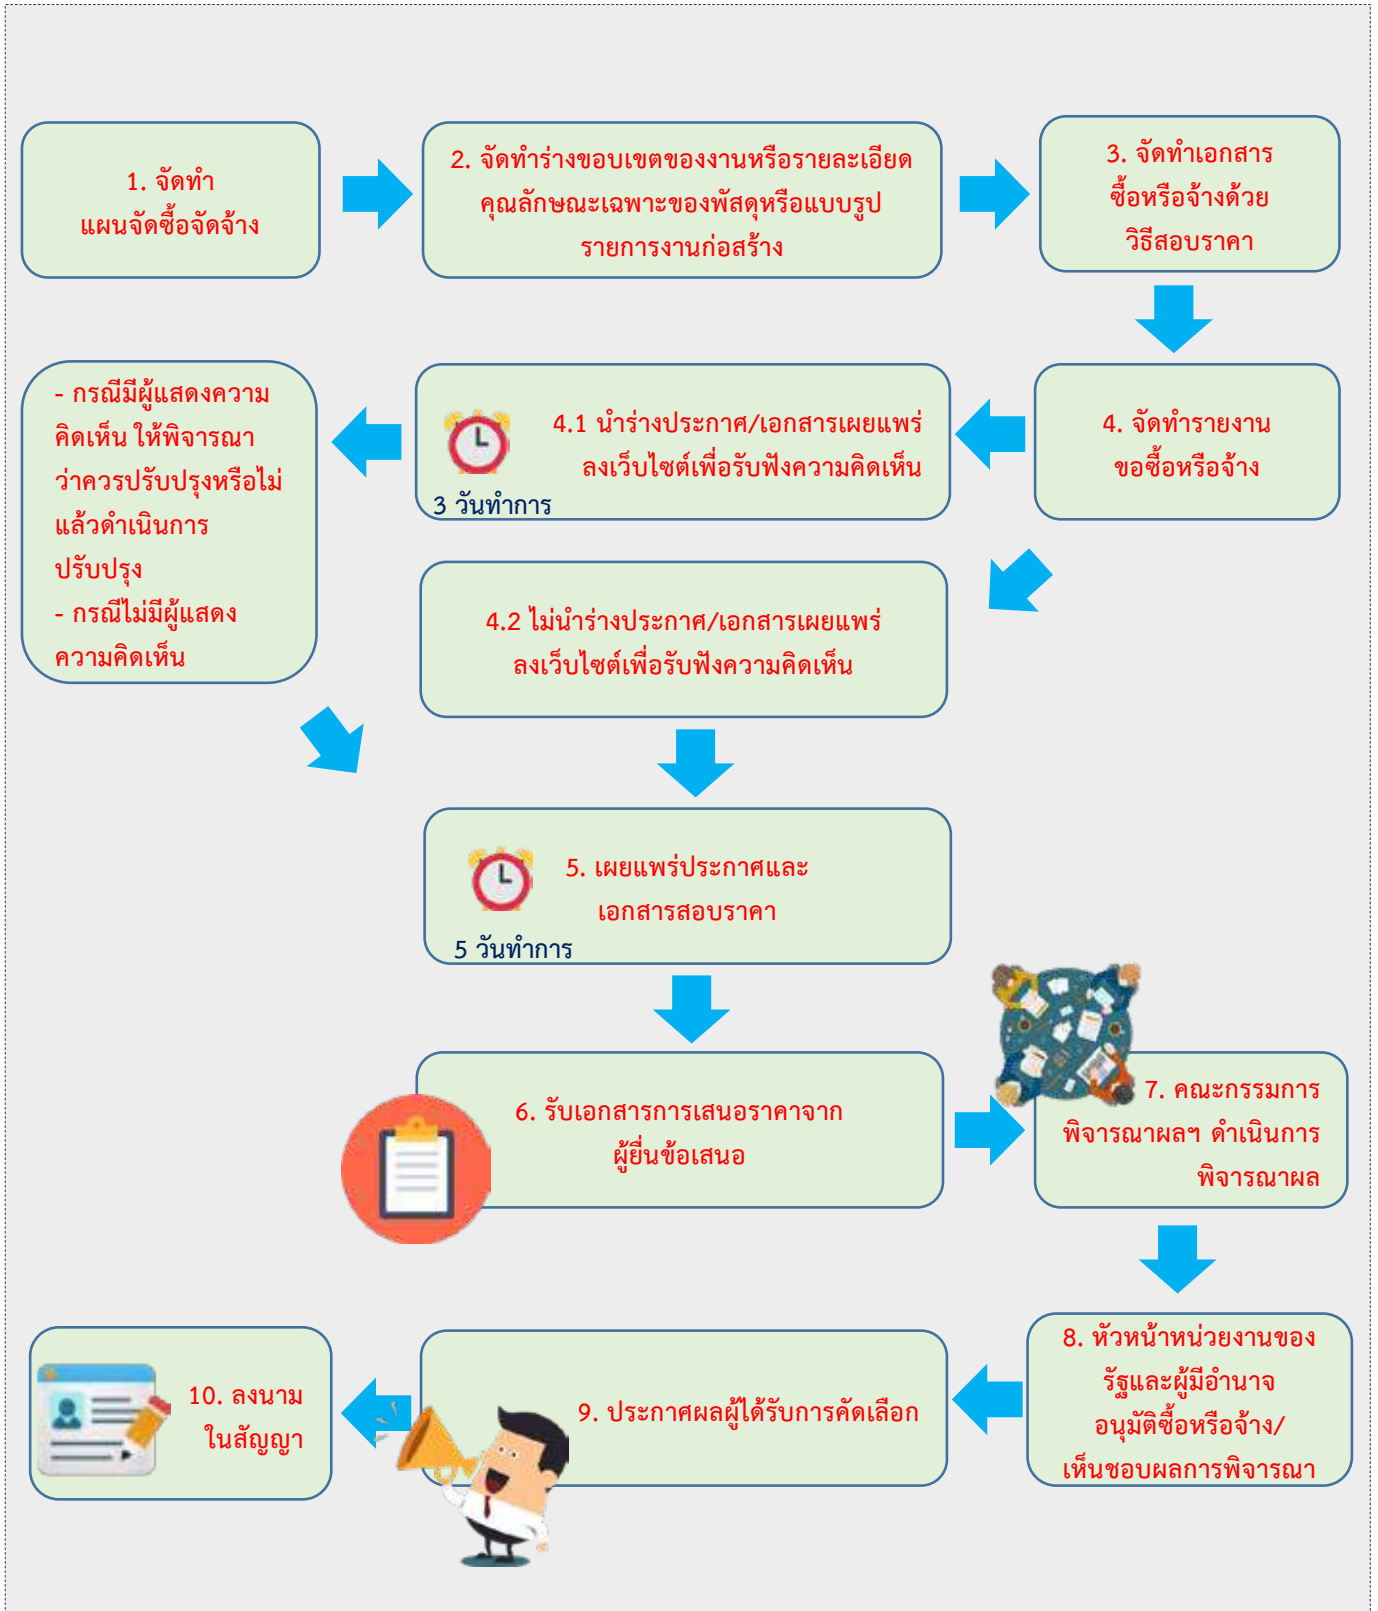 1. จัดทำ
แผนจัดซื้อจัดจ้าง
2. จัดทำร่างขอบเขตของงานหรือรายละเอียด
คุณลักษณะเฉพาะของพัสดุหรือแบบรูป
รายการงานก่อสร้าง
3. จัดทำเอกสาร
ซื้อหรือจ้างด้วย
วิธีสอบราคา
4. จัดทำรายงาน
ขอซื้อหรือจ้าง
4.1 นำร่างประกาศ/เอกสารเผยแพร่
ลงเว็บไซต์เพื่อรับฟังความคิดเห็น
3 วันทำการ
- กรณีมีผู้แสดงความ
คิดเห็น ให้พิจารณา
ว่าควรปรับปรุงหรือไม่
แล้วดำเนินการ
ปรับปรุง
- กรณีไม่มีผู้แสดง
ความคิดเห็น
4.2 ไม่นำร่างประกาศ/เอกสารเผยแพร่
ลงเว็บไซต์เพื่อรับฟังความคิดเห็น
5. เผยแพร่ประกาศและ
เอกสารสอบราคา
5 วันทำการ
6. รับเอกสารการเสนอราคาจาก
ผู้ยื่นข้อเสนอ
7. คณะกรรมการ
พิจารณาผลฯ ดำเนินการ
พิจารณาผล
8. หัวหน้าหน่วยงานของ
รัฐและผู้มีอำนาจ
อนุมัติซื้อหรือจ้าง/
เห็นชอบผลการพิจารณา
9. ประกาศผลผู้ได้รับการคัดเลือก
10. ลงนาม
ในสัญญา